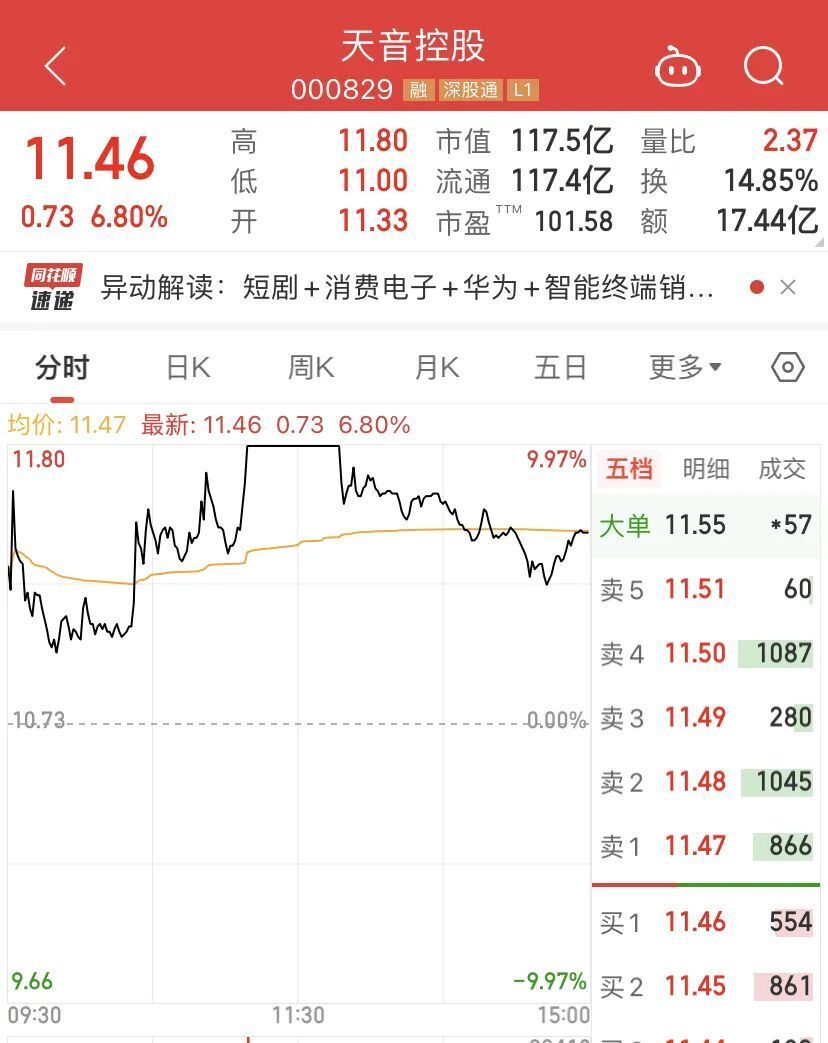 天音控股
000829 融 深股通 L1
11.46
0.73 6.80%
高 11.80 市值 117.5亿 量比 2.37
低 11.00 流通 117.4亿 换 14.85%
开 11.33 市盈TTM 101.58 额 17.44亿
同花顺
速递
异动解读：短剧+消费电子+华为+智能终端销...
分时 日K 周K 月K 五日 更多
均价: 11.47 最新: 11.46 0.73 6.80%
11.80 9.97%
10.73 0.00%
9.66 -9.97%
09:30 11:30 15:00
五档 明细 成交
大单 11.55 *57
卖5 11.51 60
卖4 11.50 1087
卖3 11.49 280
卖2 11.48 1045
卖1 11.47 866
买1 11.46 554
买2 11.45 861